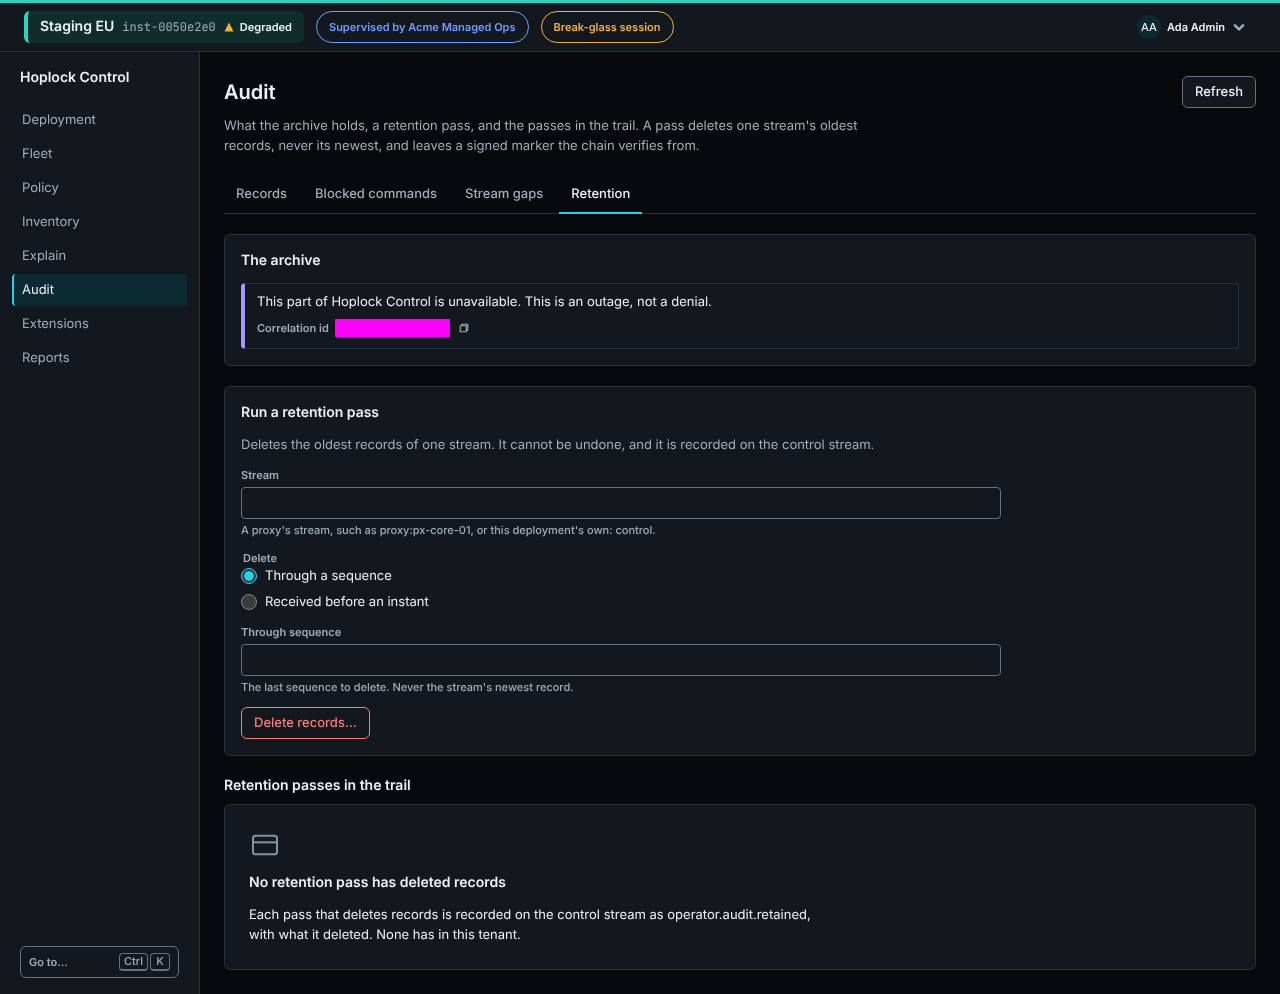 Staging EU inst-0050e2e0 Degraded
Supervised by Acme Managed Ops
Break-glass session
AA Ada Admin
Hoplock Control
Deployment
Fleet
Policy
Inventory
Explain
Audit
Extensions
Reports
Go to...
Ctrl K
Audit
Refresh
What the archive holds, a retention pass, and the passes in the trail. A pass deletes one stream's oldest
records, never its newest, and leaves a signed marker the chain verifies from.
Records
Blocked commands
Stream gaps
Retention
The archive
This part of Hoplock Control is unavailable. This is an outage, not a denial.
Correlation id
Run a retention pass
Deletes the oldest records of one stream. It cannot be undone, and it is recorded on the control stream.
Stream
A proxy's stream, such as proxy:px-core-01, or this deployment's own: control.
Delete
Through a sequence
Received before an instant
Through sequence
The last sequence to delete. Never the stream's newest record.
Delete records...
Retention passes in the trail
No retention pass has deleted records
Each pass that deletes records is recorded on the control stream as operator.audit.retained,
with what it deleted. None has in this tenant.